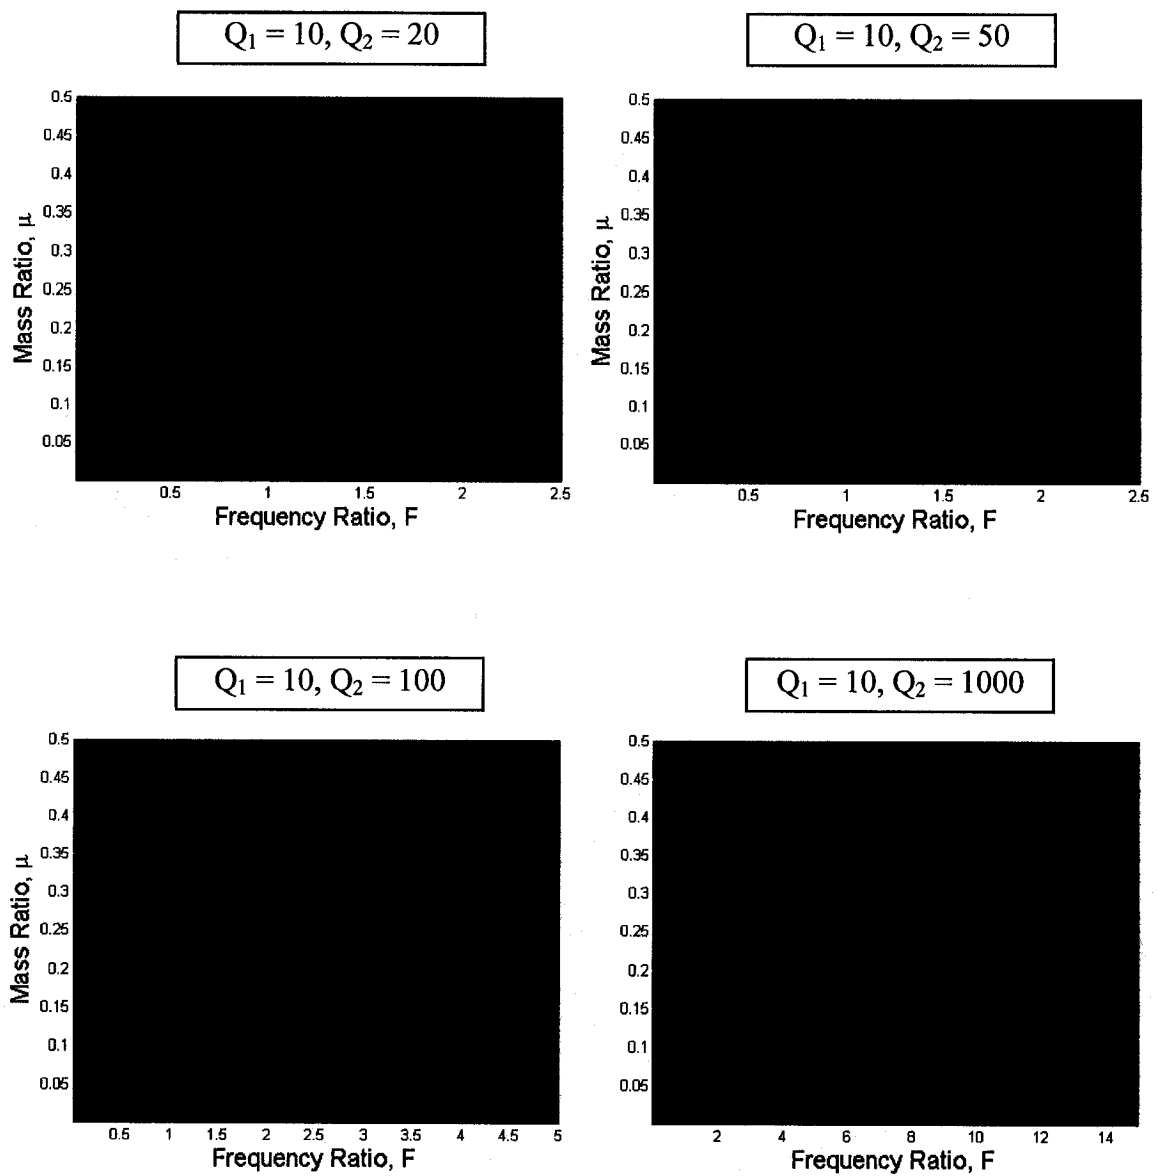 Q₁ = 10, Q₂ = 20
0.5
0.45
0.4
0.35
0.3
0.25
0.2
0.15
0.1
0.05
Mass Ratio, μ
0.5 1 1.5 2 2.5
Frequency Ratio, F
Q₁ = 10, Q₂ = 50
0.5
0.45
0.4
0.35
0.3
0.25
0.2
0.15
0.1
0.05
Mass Ratio, μ
0.5 1 1.5 2 2.5
Frequency Ratio, F
Q₁ = 10, Q₂ = 100
0.5
0.45
0.4
0.35
0.3
0.25
0.2
0.15
0.1
0.05
Mass Ratio, μ
0.5 1 1.5 2 2.5 3 3.5 4 4.5 5
Frequency Ratio, F
Q₁ = 10, Q₂ = 1000
0.5
0.45
0.4
0.35
0.3
0.25
0.2
0.15
0.1
0.05
2 4 6 8 10 12 14
Frequency Ratio, F